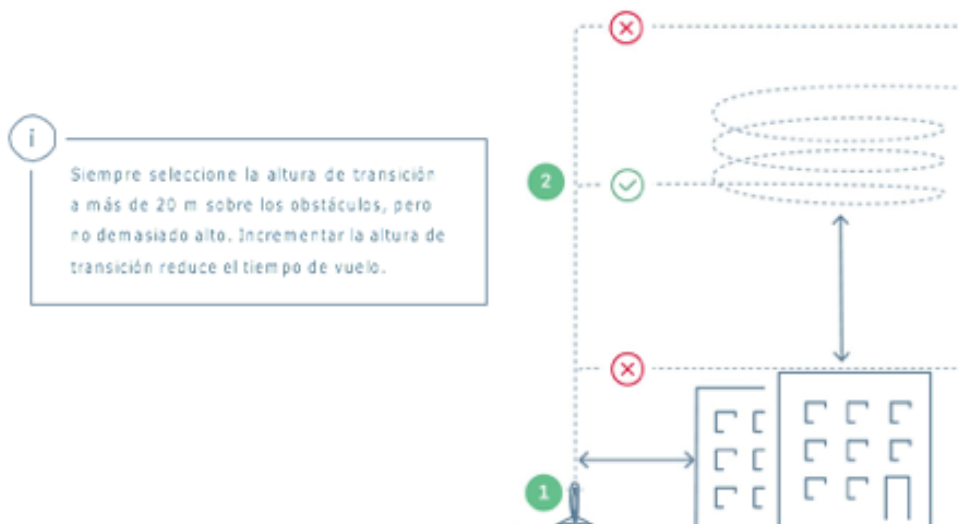 i
Siempre seleccione la altura de transición
a más de 20 m sobre los obstáculos, pero
no demasiado alto. Incrementar la altura de
transición reduce el tiempo de vuelo.
2
1